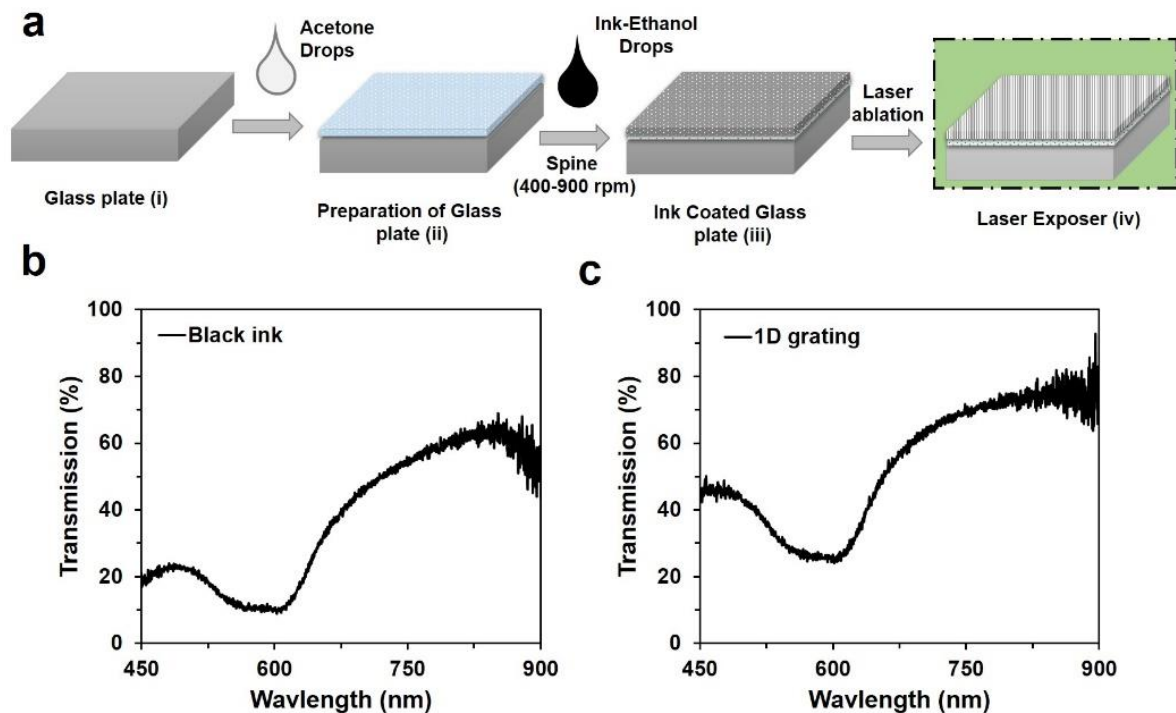 a
Acetone
Drops
Ink-Ethanol
Drops
Laser
ablation
Spine
(400-900 rpm)
Glass plate (i)
Preparation of Glass
plate (ii)
Ink Coated Glass
plate (iii)
Laser Exposer (iv)
b
Transmission (%)
100
80
60
40
20
0
Black ink
450
600
750
900
Wavlength (nm)
c
Transmission (%)
100
80
60
40
20
0
1D grating
450
600
750
900
Wavlength (nm)